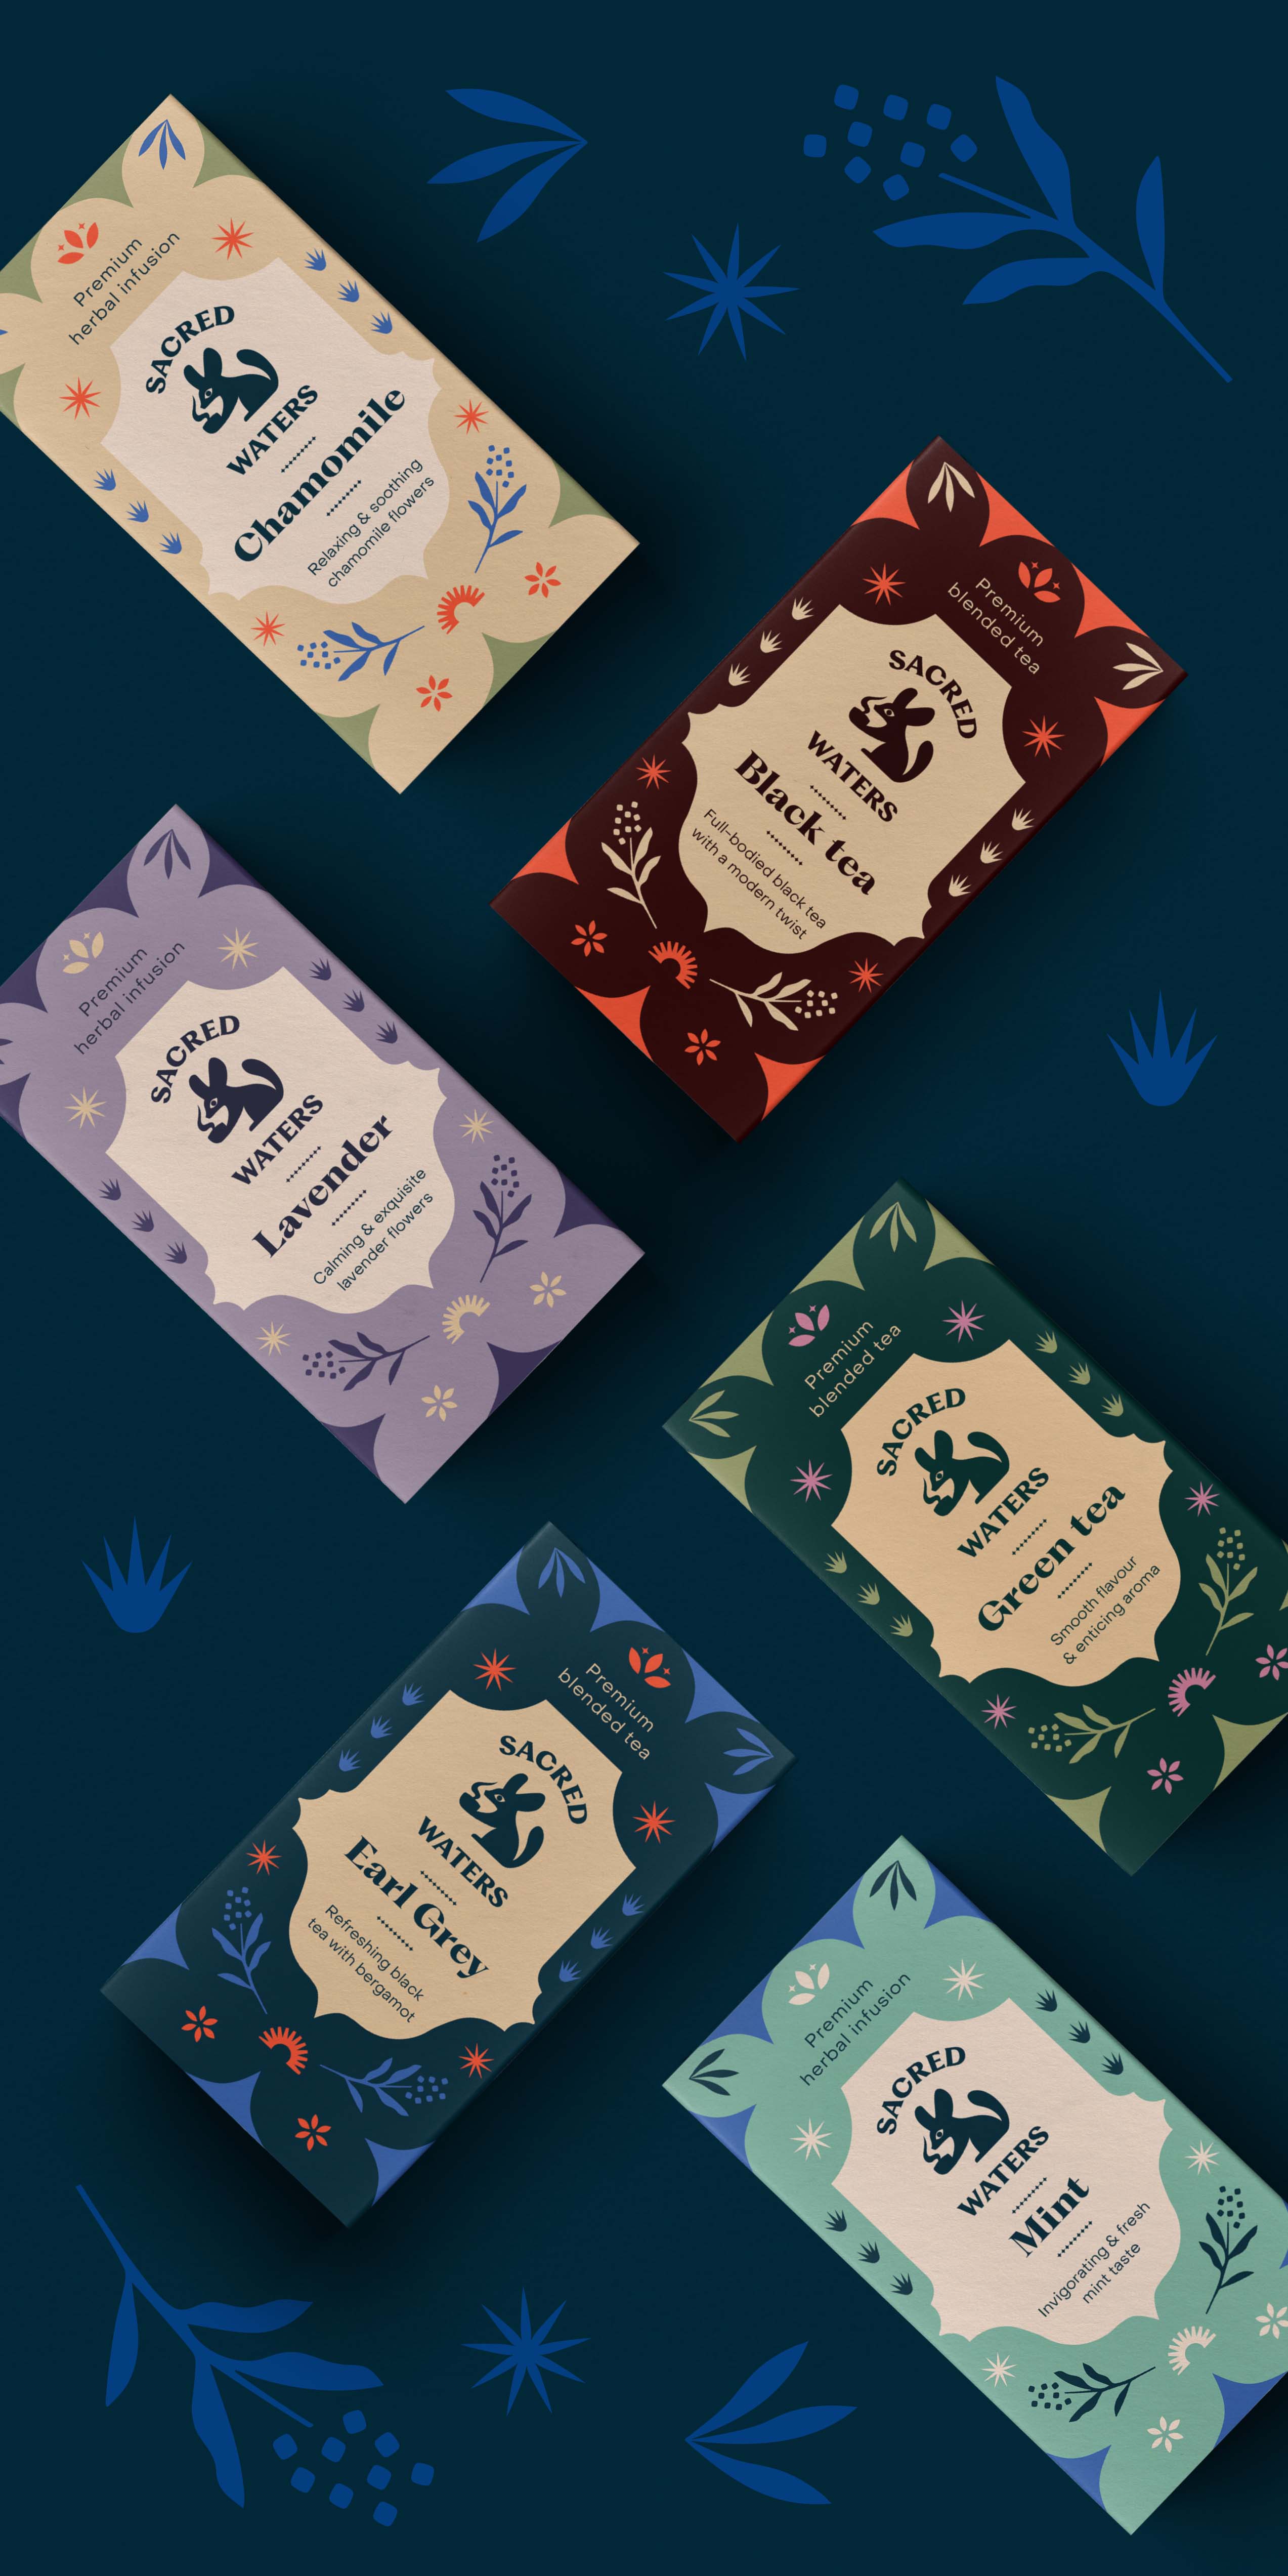 Premium
herbal infusion
SACRED
WATERS
Chamomile
Relaxing & soothing
chamomile flowers
Premium
blended tea
SACRED
WATERS
Black tea
Full-bodied black tea
with a modern twist
Premium
herbal infusion
SACRED
WATERS
Lavender
Calming & exquisite
lavender flowers
Premium
blended tea
SACRED
WATERS
Green tea
Smooth flavour
& enticing aroma
Premium
blended tea
SACRED
WATERS
Earl Grey
Refreshing black
tea with bergamot
Premium
herbal infusion
SACRED
WATERS
Mint
Invigorating & fresh
mint taste